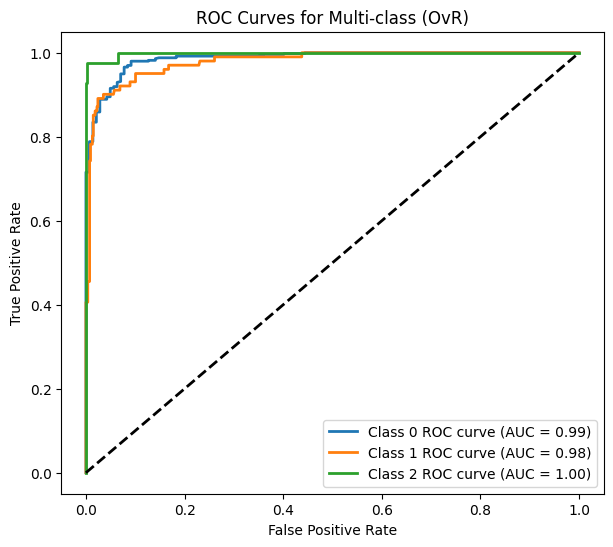 ROC Curves for Multi-class (OvR)
True Positive Rate
1.0
0.8
0.6
0.4
0.2
0.0
Class 0 ROC curve (AUC = 0.99)
Class 1 ROC curve (AUC = 0.98)
Class 2 ROC curve (AUC = 1.00)
0.0 0.2 0.4 0.6 0.8 1.0
False Positive Rate